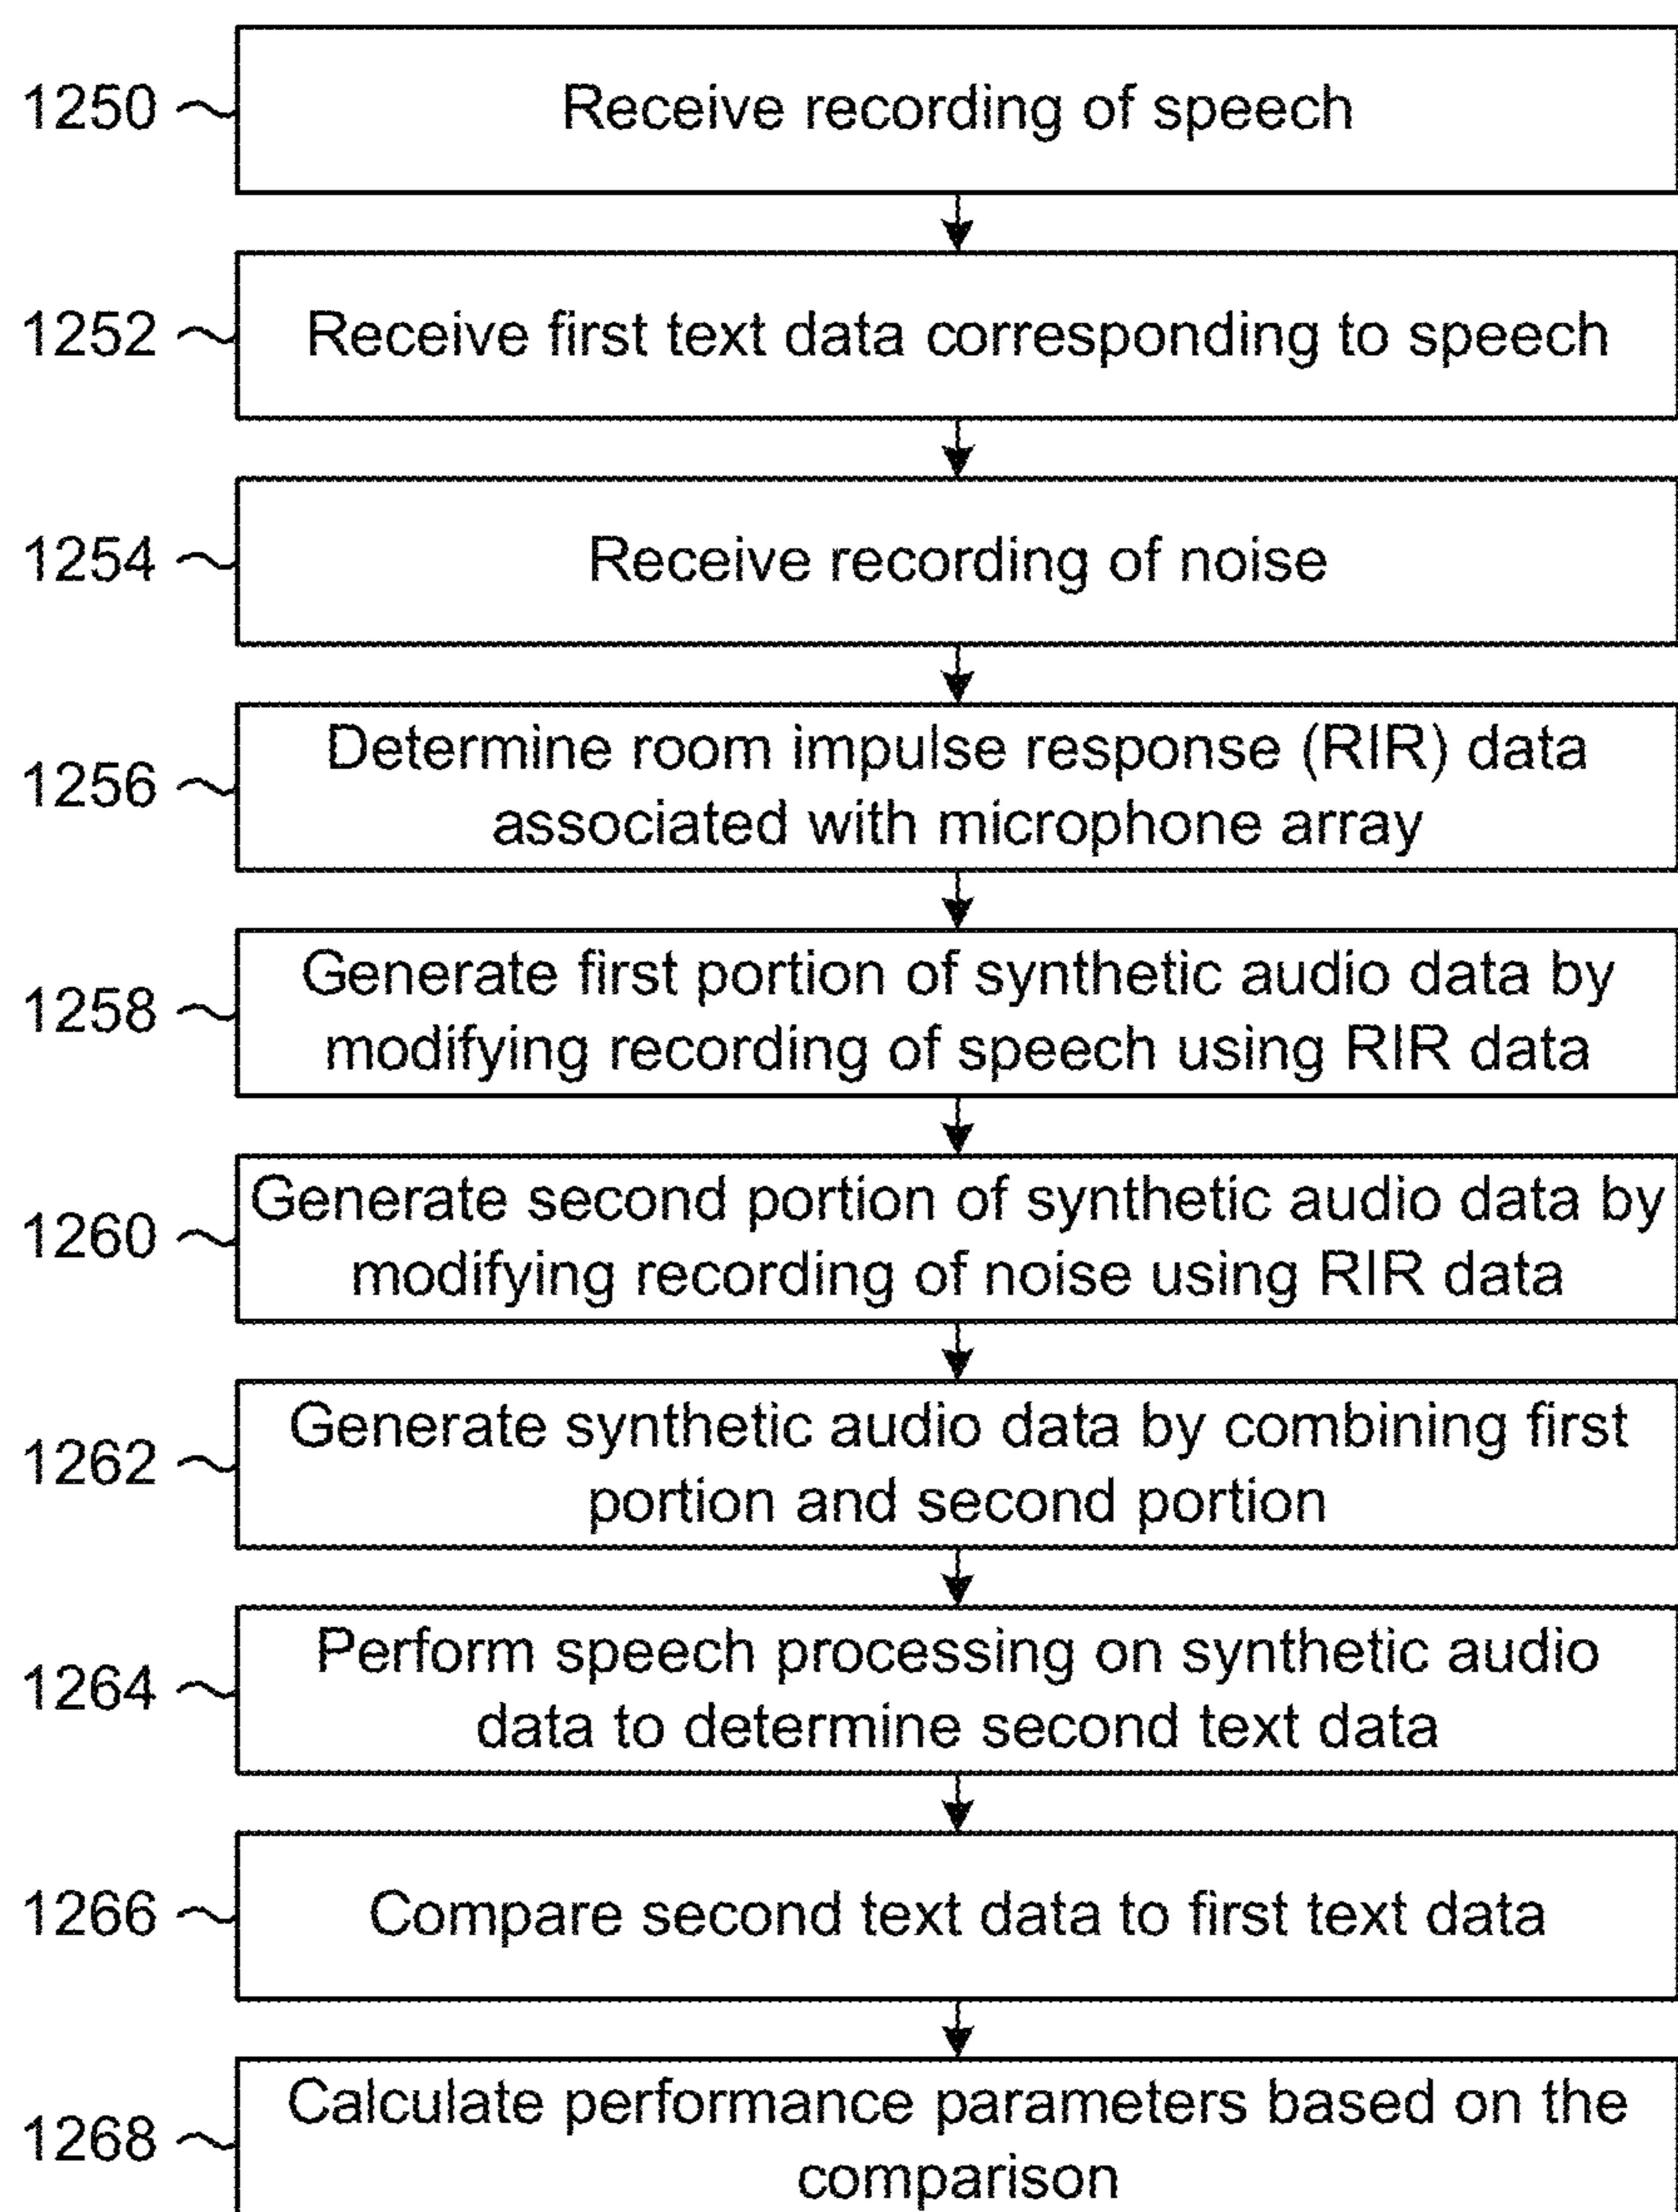 1250
Receive recording of speech
1252
Receive first text data corresponding to speech
1254
Receive recording of noise
1256
Determine room impulse response (RIR) data
associated with microphone array
1258
Generate first portion of synthetic audio data by
modifying recording of speech using RIR data
1260
Generate second portion of synthetic audio data by
modifying recording of noise using RIR data
1262
Generate synthetic audio data by combining first
portion and second portion
1264
Perform speech processing on synthetic audio
data to determine second text data
1266
Compare second text data to first text data
1268
Calculate performance parameters based on the
comparison